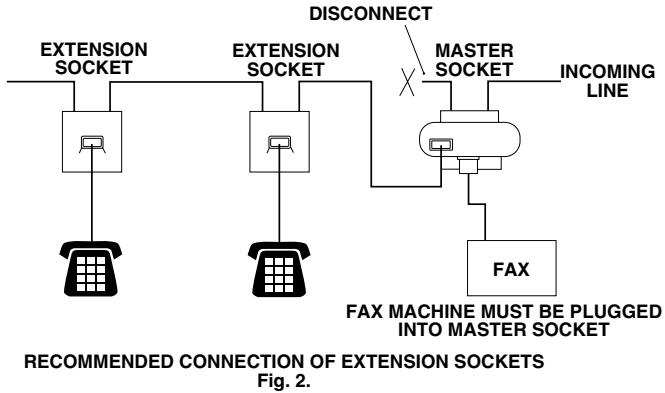 DISCONNECT
EXTENSION
SOCKET
EXTENSION
SOCKET
MASTER
SOCKET
INCOMING
LINE
FAX
FAX MACHINE MUST BE PLUGGED
INTO MASTER SOCKET
RECOMMENDED CONNECTION OF EXTENSION SOCKETS
Fig. 2.